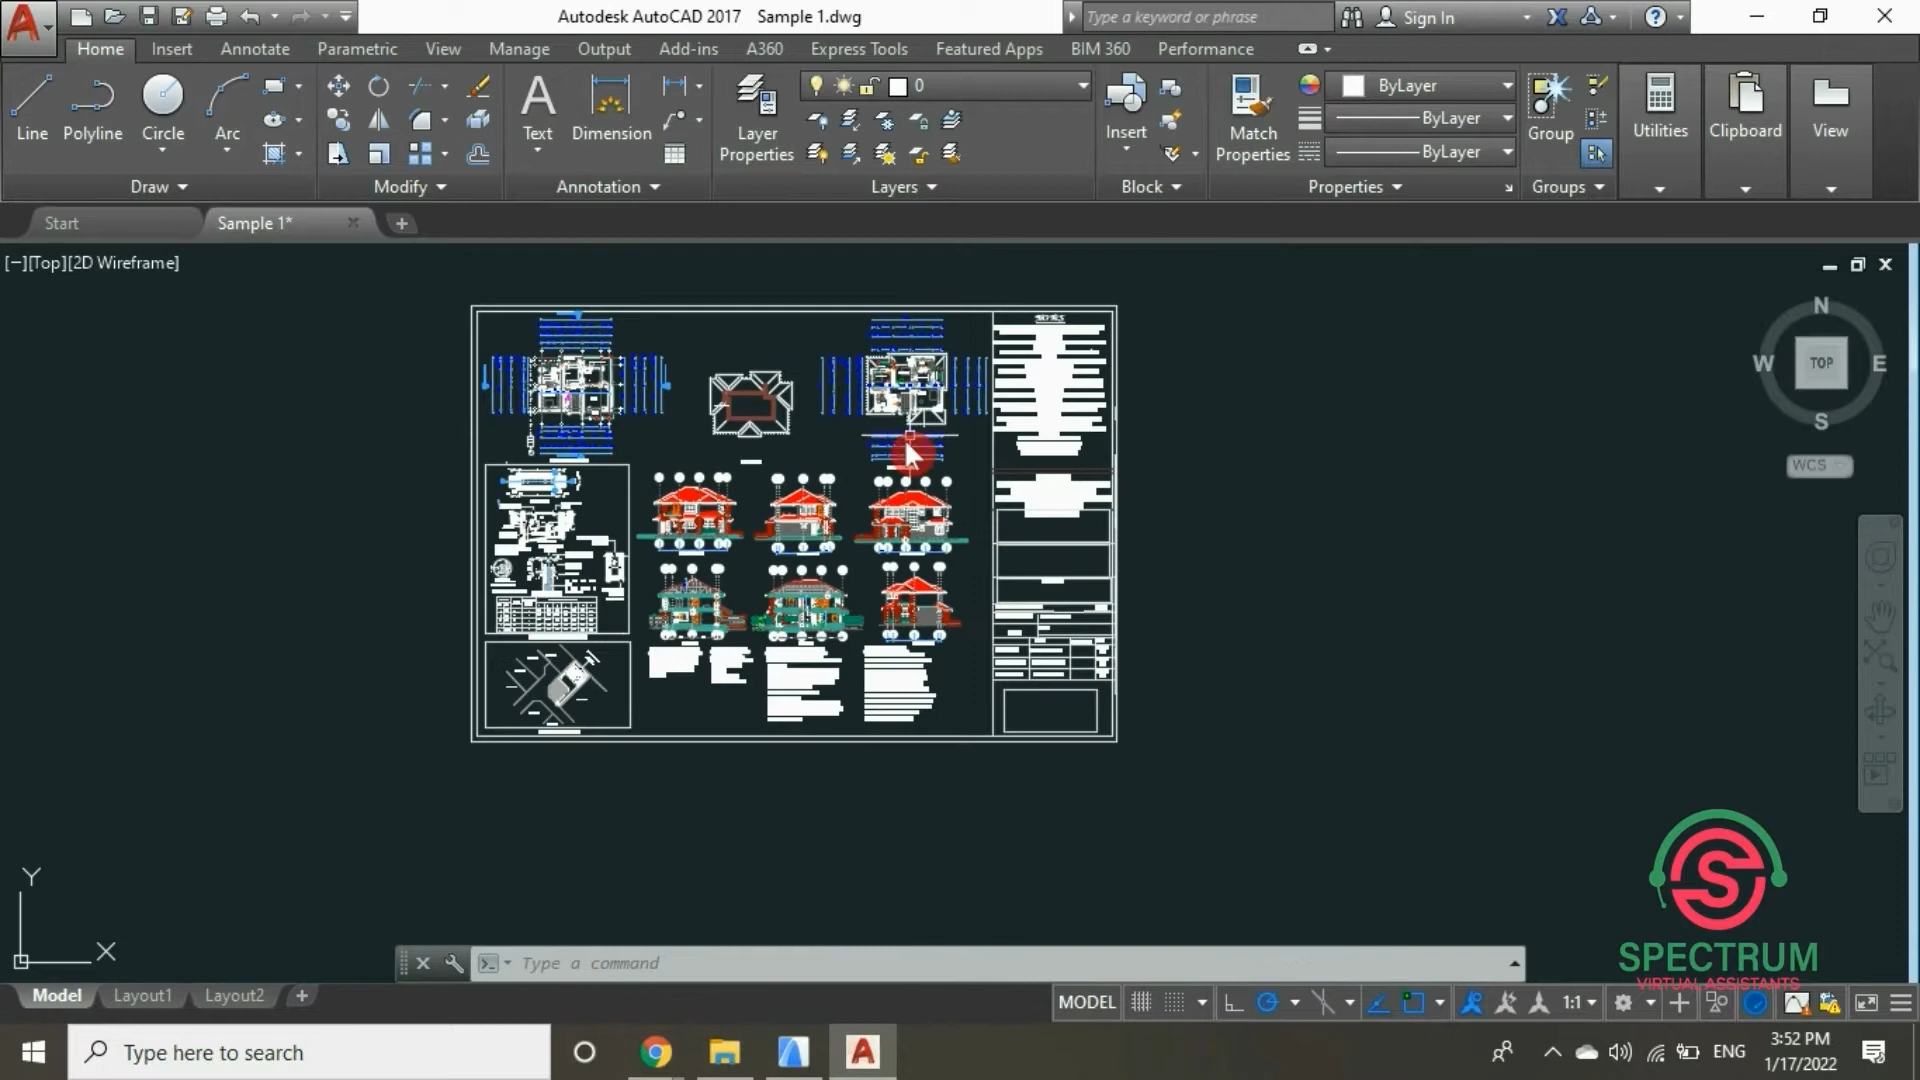 Autodesk AutoCAD 2017 Sample 1.dwg
Type a keyword or phrase
Sign In
Home Insert Annotate Parametric View Manage Output Add-ins A360 Express Tools Featured Apps BIM 360 Performance
Line Polyline Circle Arc
Text Dimension
Layer Properties
0
Insert
Match Properties
ByLayer
ByLayer
ByLayer
Group
Utilities
Clipboard
View
Draw Modify Annotation Layers Block Properties Groups
Start Sample 1*
[−][Top][2D Wireframe]
N
W TOP E
S
WCS
Y
X
Type a command
S
SPECTRUM
VIRTUAL ASSISTANTS
Model Layout1 Layout2
MODEL 1:1
Type here to search
ENG
3:52 PM
1/17/2022